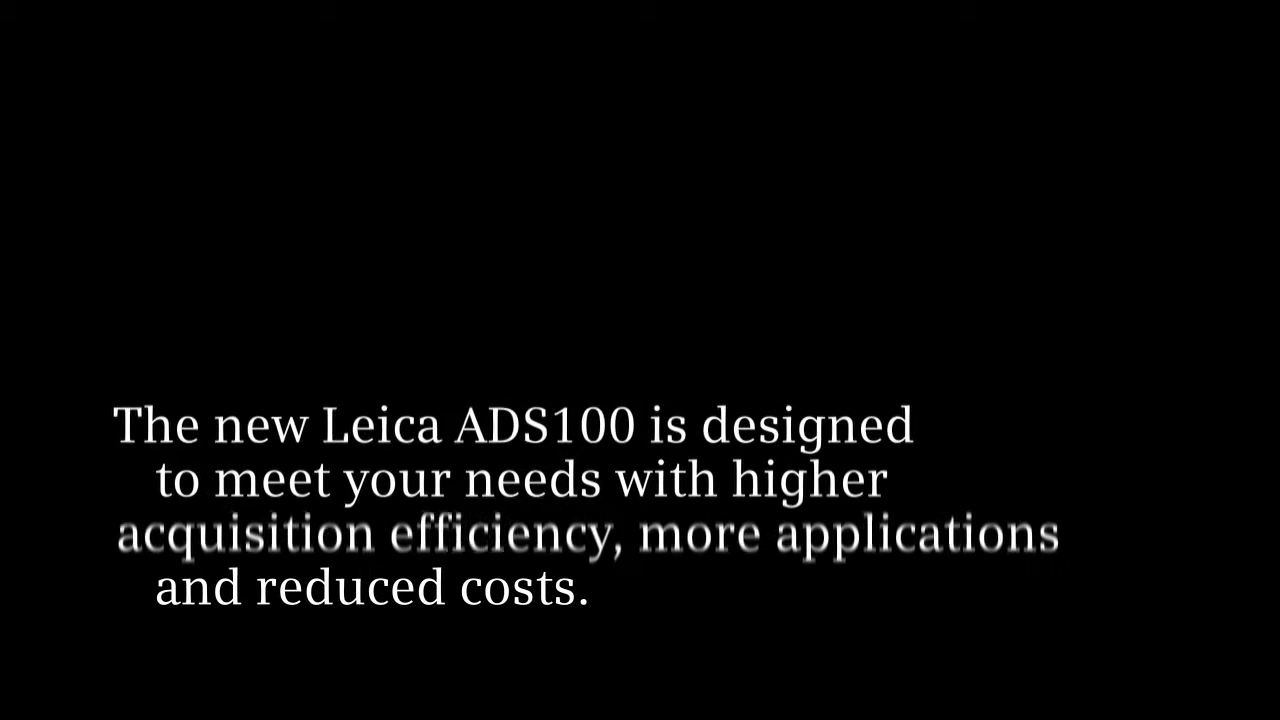 The new Leica ADS100 is designed
to meet your needs with higher
acquisition efficiency, more applications
and reduced costs.